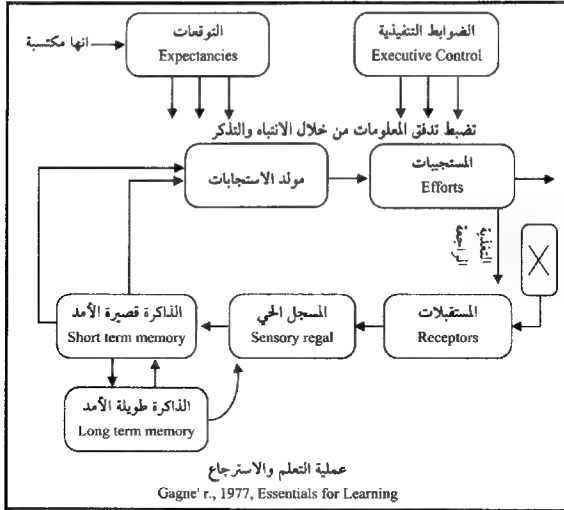 التوقعات
Expectancies
انها مكتسبة
الضوابط التنفيذية
Executive Control
تضبط تدفق المعلومات من خلال الانتباه والتذكر
مولد الاستجابات
المستجيبات
Efforts
التغذية
الراجعة
الذاكرة قصيرة الأمد
Short term memory
المسجل الحي
Sensory regal
المستقبلات
Receptors
الذاكرة طويلة الأمد
Long term memory
عملية التعلم والاسترجاع
Gagne' r., 1977, Essentials for Learning